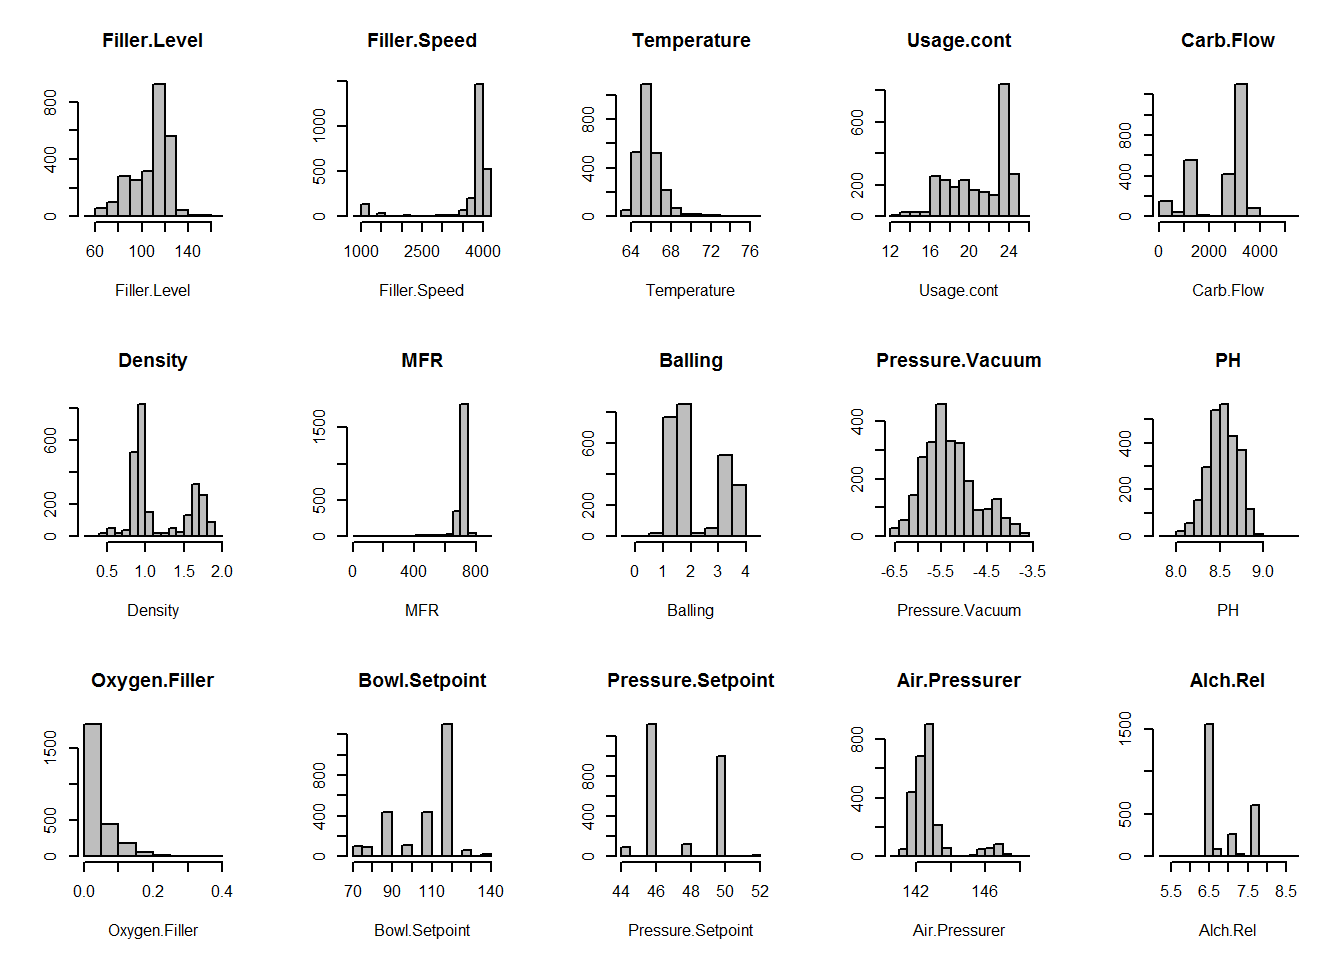 Filler.Level Filler.Speed Temperature Usage.cont Carb.Flow
0 400 800 0 500 1000 0 400 800 0 200 600 0 400 800
60 100 140 1000 2500 4000 64 68 72 76 12 16 20 24 0 2000 4000
Filler.Level Filler.Speed Temperature Usage.cont Carb.Flow
Density MFR Balling Pressure.Vacuum PH
0 200 600 0 500 1500 0 200 600 0 200 400 0 200 400
0.5 1.0 1.5 2.0 0 400 800 0 1 2 3 4 -6.5 -5.5 -4.5 -3.5 8.0 8.5 9.0
Density MFR Balling Pressure.Vacuum PH
Oxygen.Filler Bowl.Setpoint Pressure.Setpoint Air.Pressurer Alch.Rel
0 500 1500 0 400 800 0 400 800 0 400 800 0 500 1500
0.0 0.2 0.4 70 90 110 140 44 46 48 50 52 142 146 5.5 6.5 7.5 8.5
Oxygen.Filler Bowl.Setpoint Pressure.Setpoint Air.Pressurer Alch.Rel